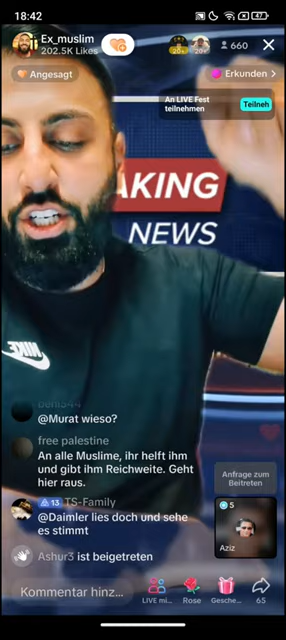 18:42
47
Ex_muslim
202.5K Likes
20+
20+
660
Angesagt
Erkunden >
An LIVE Fest
teilnehmen
Teilneh
AKING
NEWS
NIKE
@Murat wieso?
free palestine
An alle Muslime, ihr helft ihm
und gibt ihm Reichweite. Geht
hier raus.
Anfrage zum
Beitreten
13 TS-Family
@Daimler lies doch und sehe
es stimmt
5
Aziz
Ashur3 ist beigetreten
Kommentar hinz...
LIVE mi...
Rose
Gesche...
65